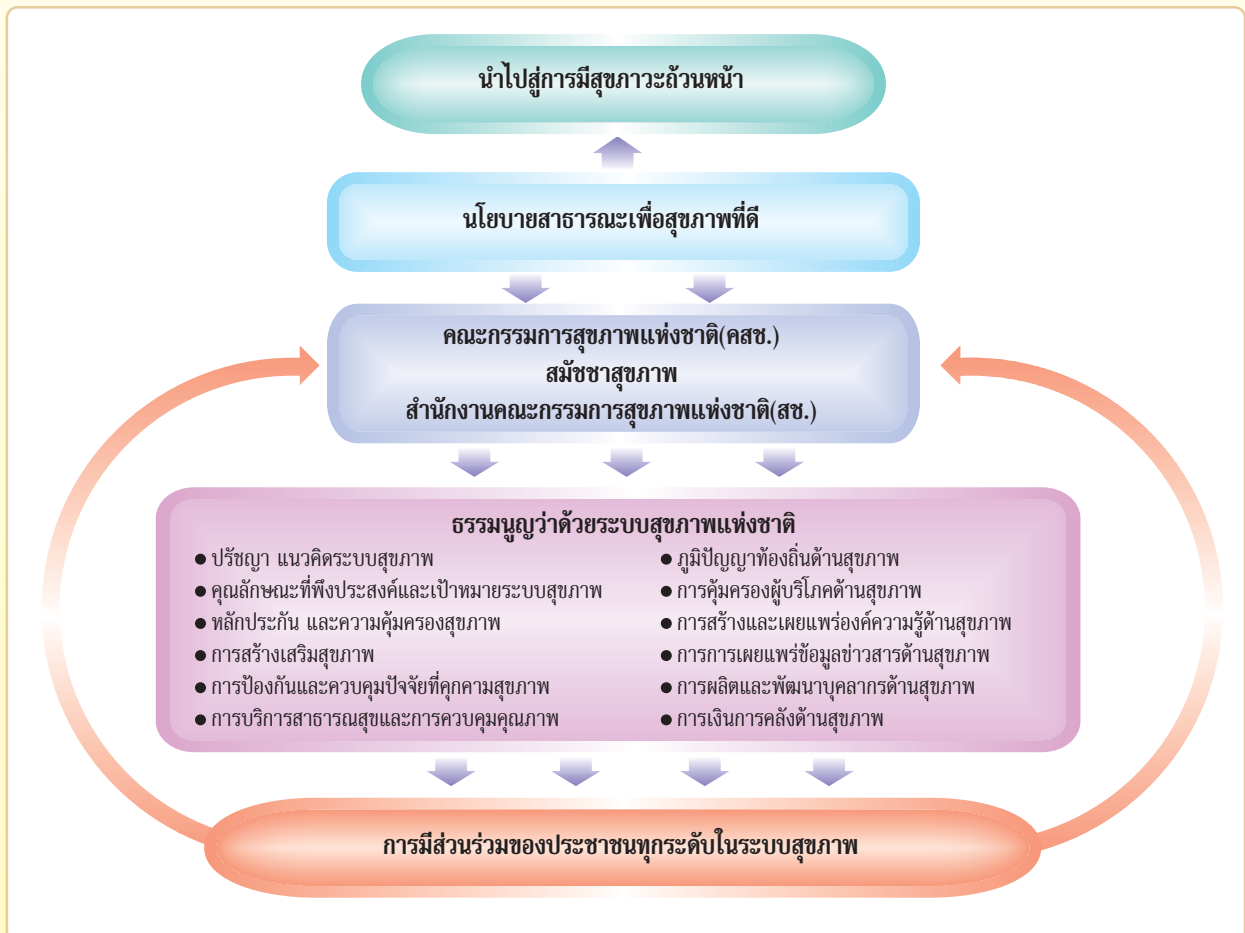 นำไปสู่การมีสุขภาวะถ้วนหน้า
นโยบายสาธารณะเพื่อสุขภาพที่ดี
คณะกรรมการสุขภาพแห่งชาติ(คสช.)
สมัชชาสุขภาพ
สำนักงานคณะกรรมการสุขภาพแห่งชาติ(สช.)
ธรรมนูญว่าด้วยระบบสุขภาพแห่งชาติ
● ปรัชญา แนวคิดระบบสุขภาพ
● คุณลักษณะที่พึงประสงค์และเป้าหมายระบบสุขภาพ
● หลักประกัน และความคุ้มครองสุขภาพ
● การสร้างเสริมสุขภาพ
● การป้องกันและควบคุมปัจจัยที่คุกคามสุขภาพ
● การบริการสาธารณสุขและการควบคุมคุณภาพ
● ภูมิปัญญาท้องถิ่นด้านสุขภาพ
● การคุ้มครองผู้บริโภคด้านสุขภาพ
● การสร้างและเผยแพร่องค์ความรู้ด้านสุขภาพ
● การการเผยแพร่ข้อมูลข่าวสารด้านสุขภาพ
● การผลิตและพัฒนาบุคลากรด้านสุขภาพ
● การเงินการคลังด้านสุขภาพ
การมีส่วนร่วมของประชาชนทุกระดับในระบบสุขภาพ